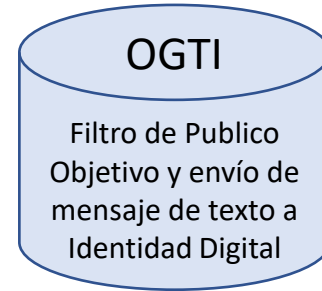 OGTI
Filtro de Publico
Objetivo y envío de
mensaje de texto a
Identidad Digital